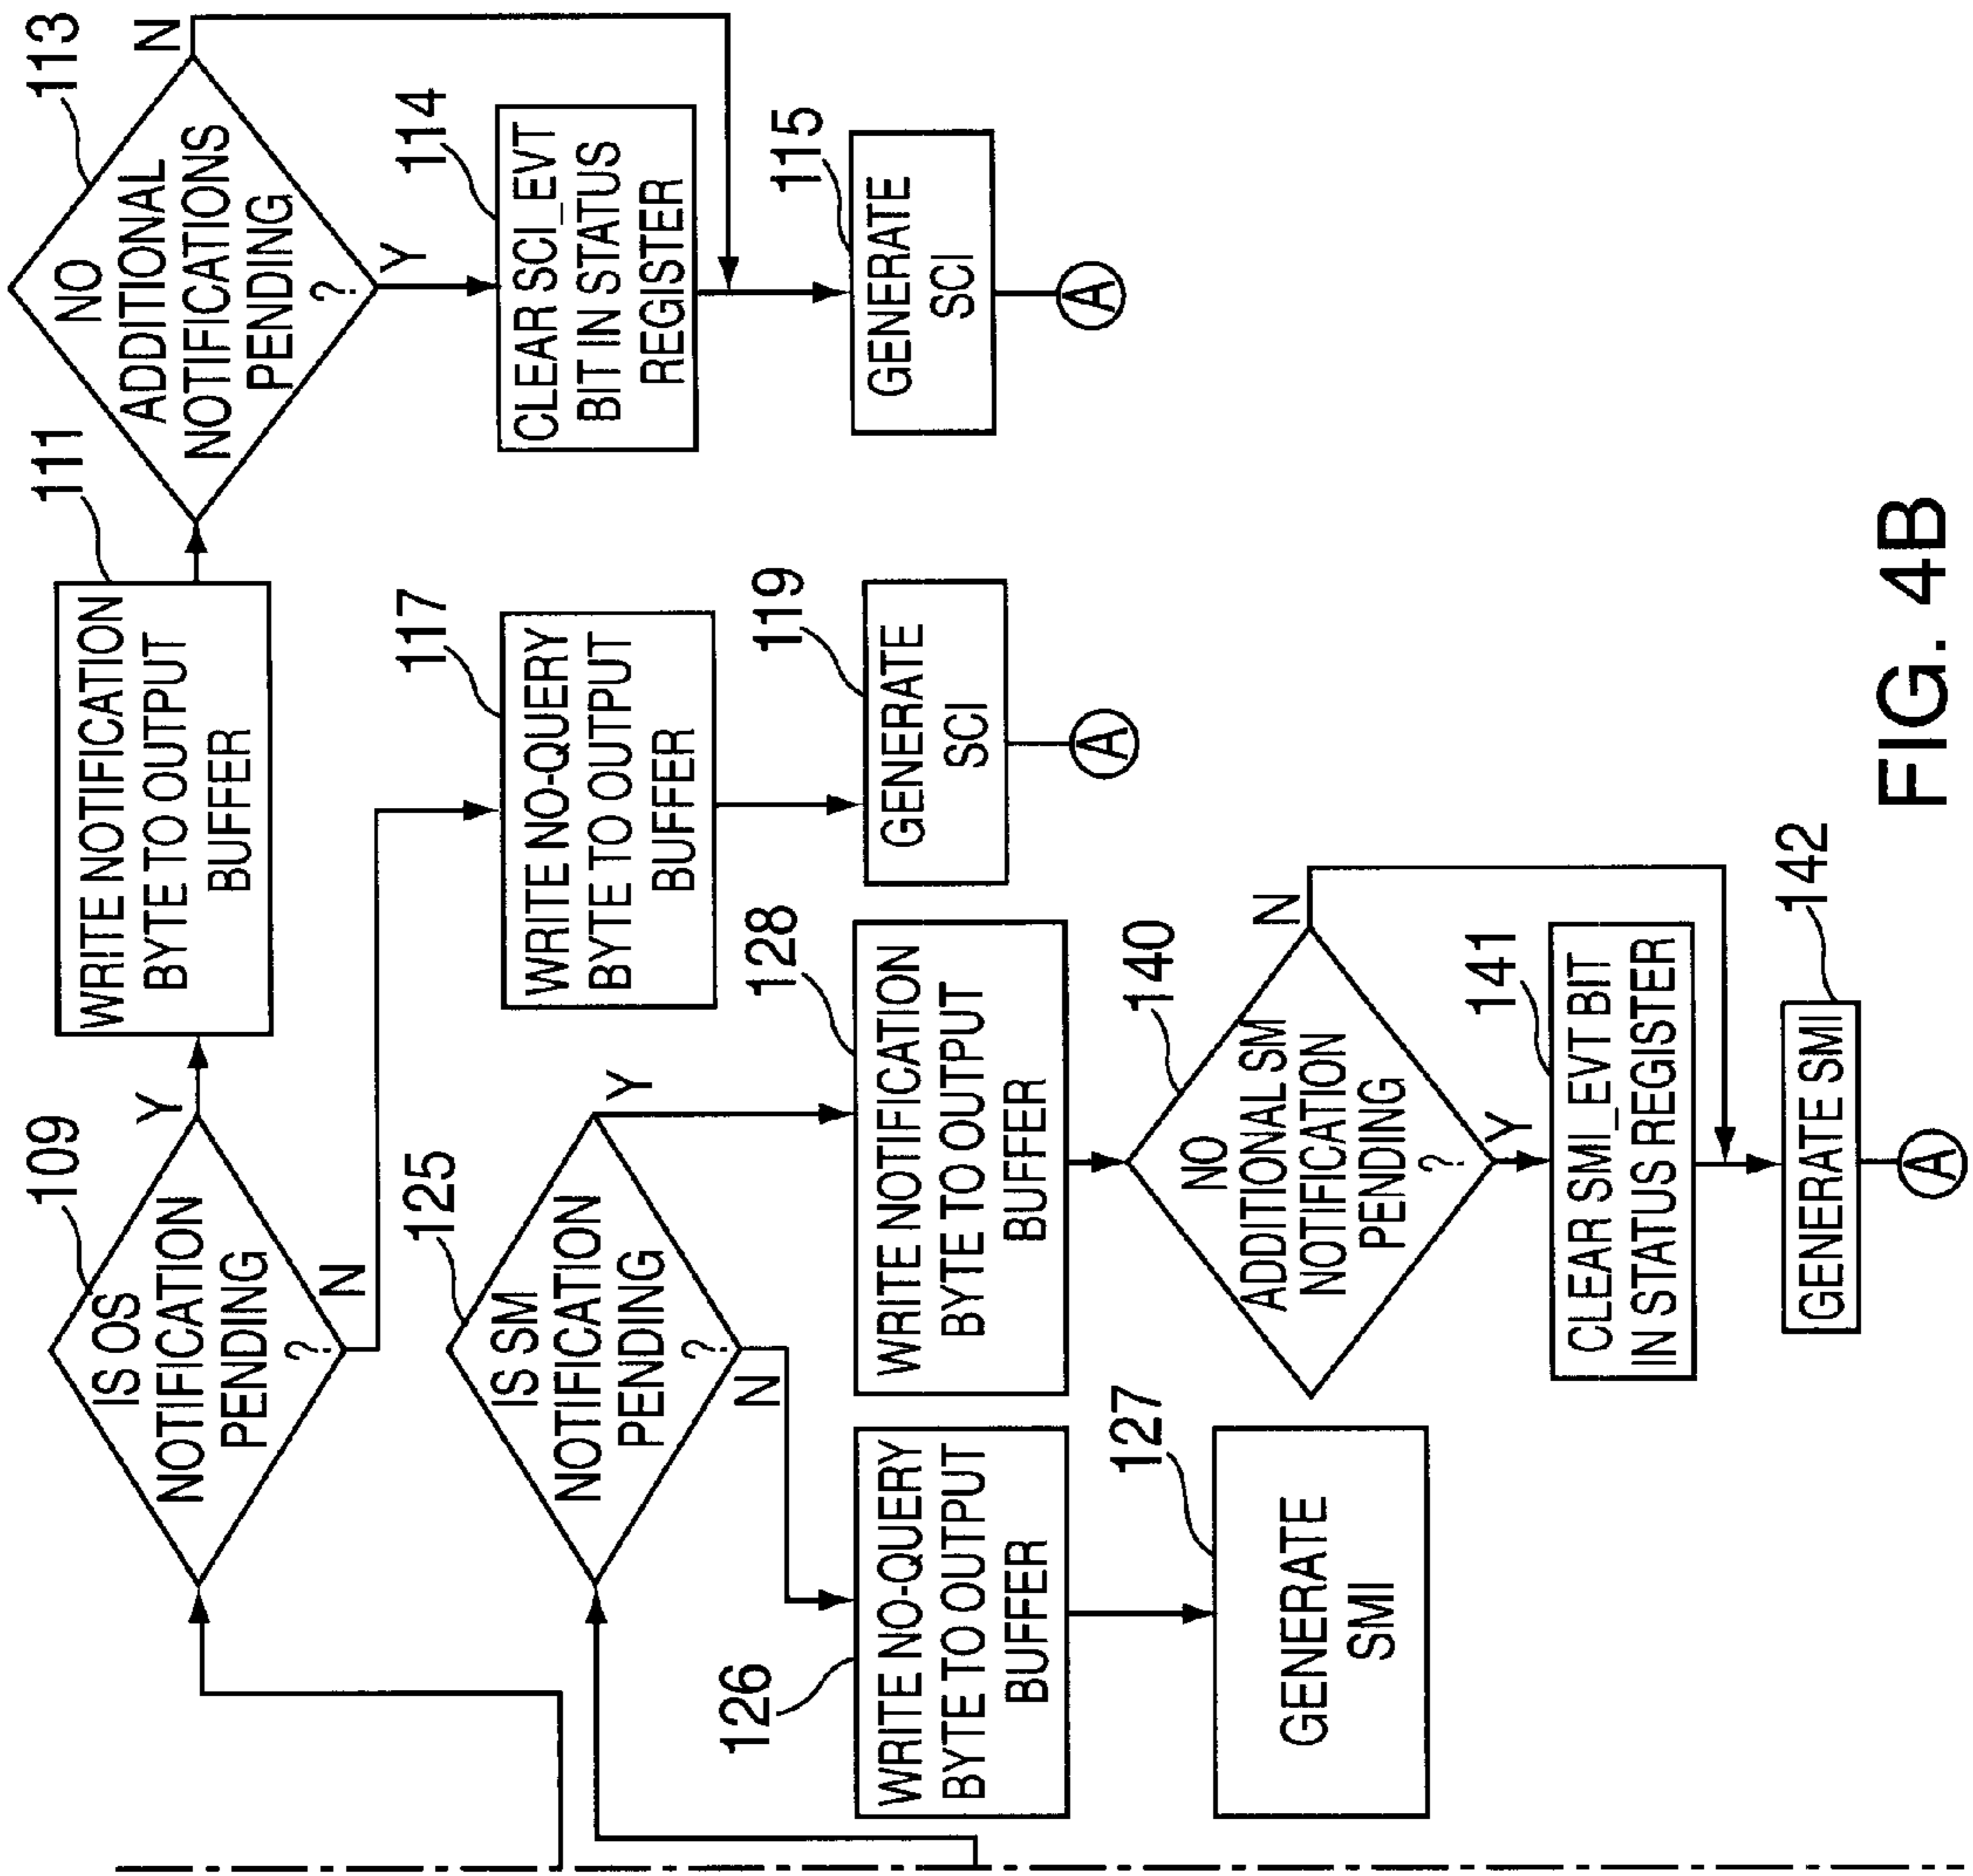 109
IS OS
NOTIFICATION
PENDING
?
Y
N
111
WRITE NOTIFICATION
BYTE TO OUTPUT
BUFFER
113
NO
ADDITIONAL
NOTIFICATIONS
PENDING
?
N
Y
114
CLEAR SCI_EVT
BIT IN STATUS
REGISTER
115
GENERATE
SCI
A
117
WRITE NO-QUERY
BYTE TO OUTPUT
BUFFER
119
GENERATE
SCI
A
125
IS SM
NOTIFICATION
PENDING
?
Y
N
126
WRITE NO-QUERY
BYTE TO OUTPUT
BUFFER
127
GENERATE
SMI
128
WRITE NOTIFICATION
BYTE TO OUTPUT
BUFFER
140
NO
ADDITIONAL SM
NOTIFICATION
PENDING
?
N
Y
141
CLEAR SMI_EVT BIT
IN STATUS REGISTER
142
GENERATE SMI
A
FIG. 4B